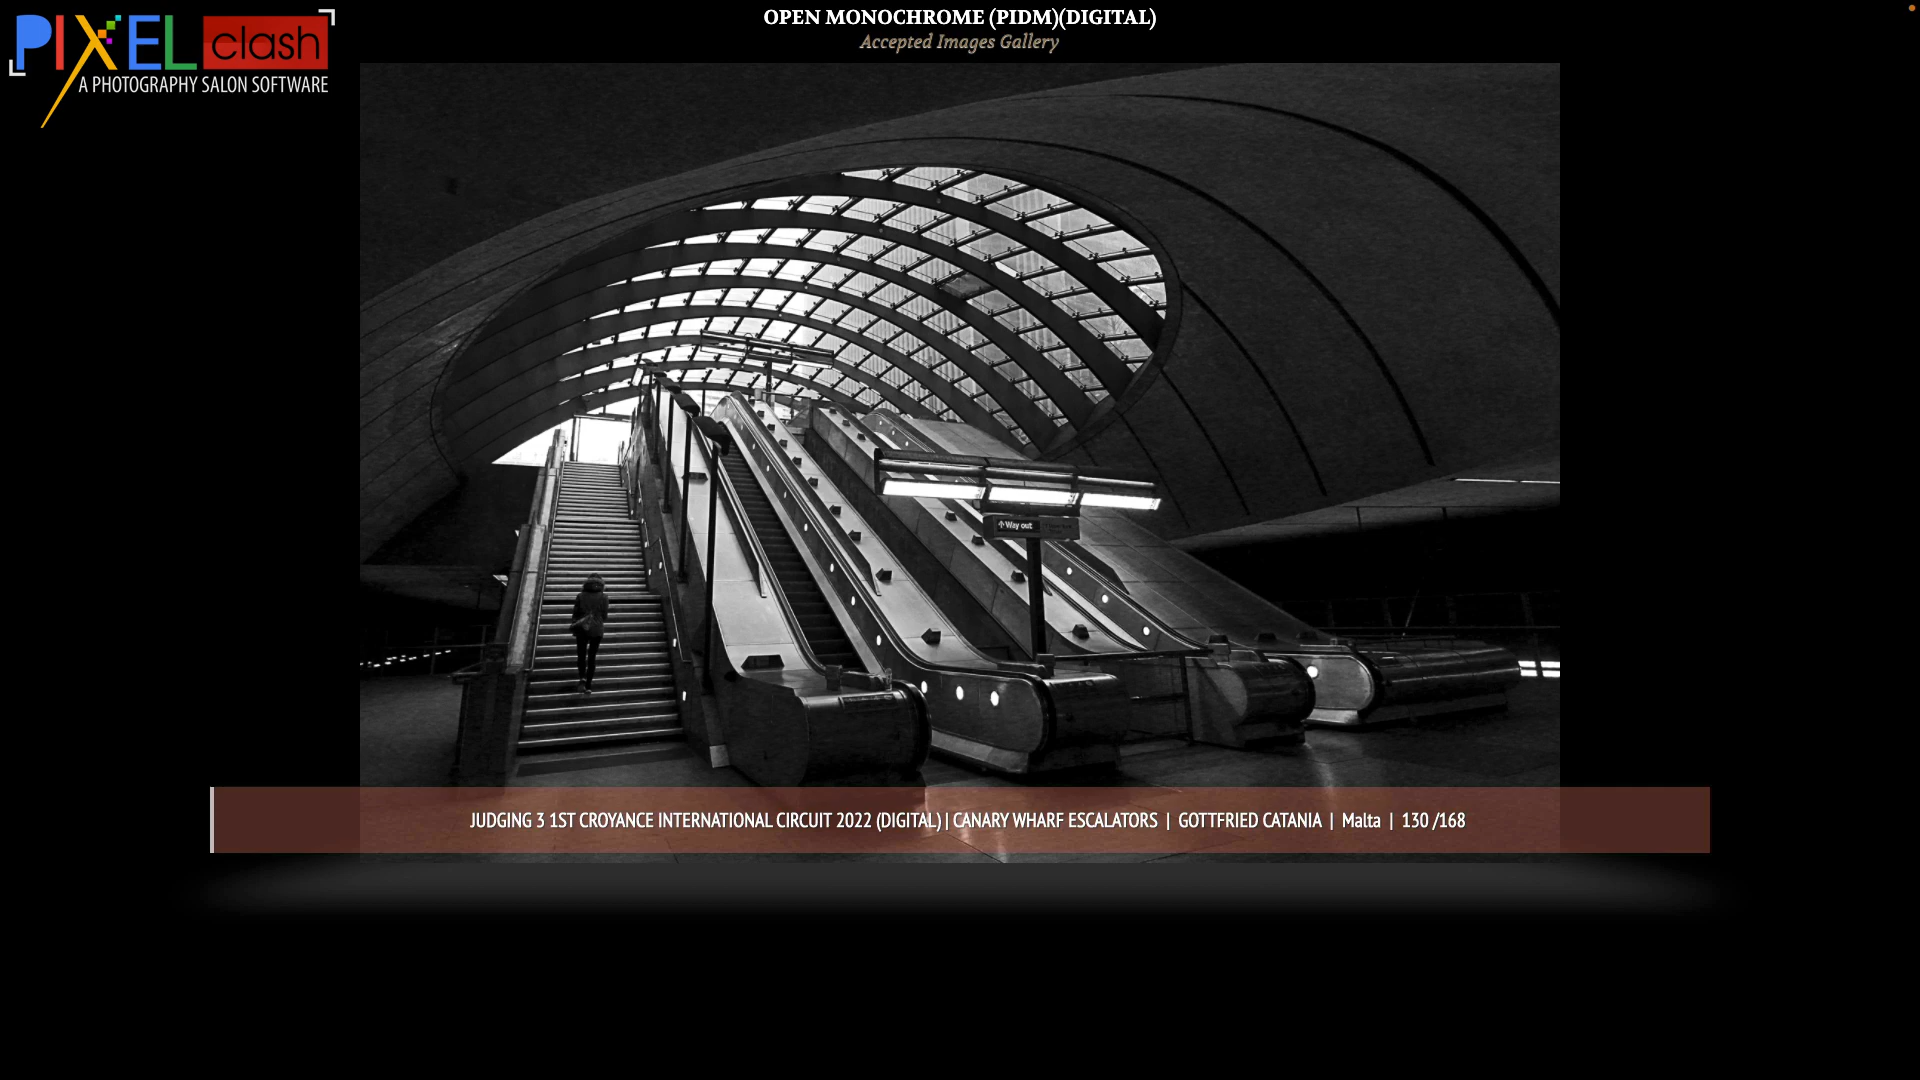 OPEN MONOCHROME (PIDM)(DIGITAL)
Accepted Images Gallery
PIXEL clash
A PHOTOGRAPHY SALON SOFTWARE
Way out
JUDGING 3 1ST CROYANCE INTERNATIONAL CIRCUIT 2022 (DIGITAL) | CANARY WHARF ESCALATORS | GOTTFRIED CATANIA | Malta | 130 /168